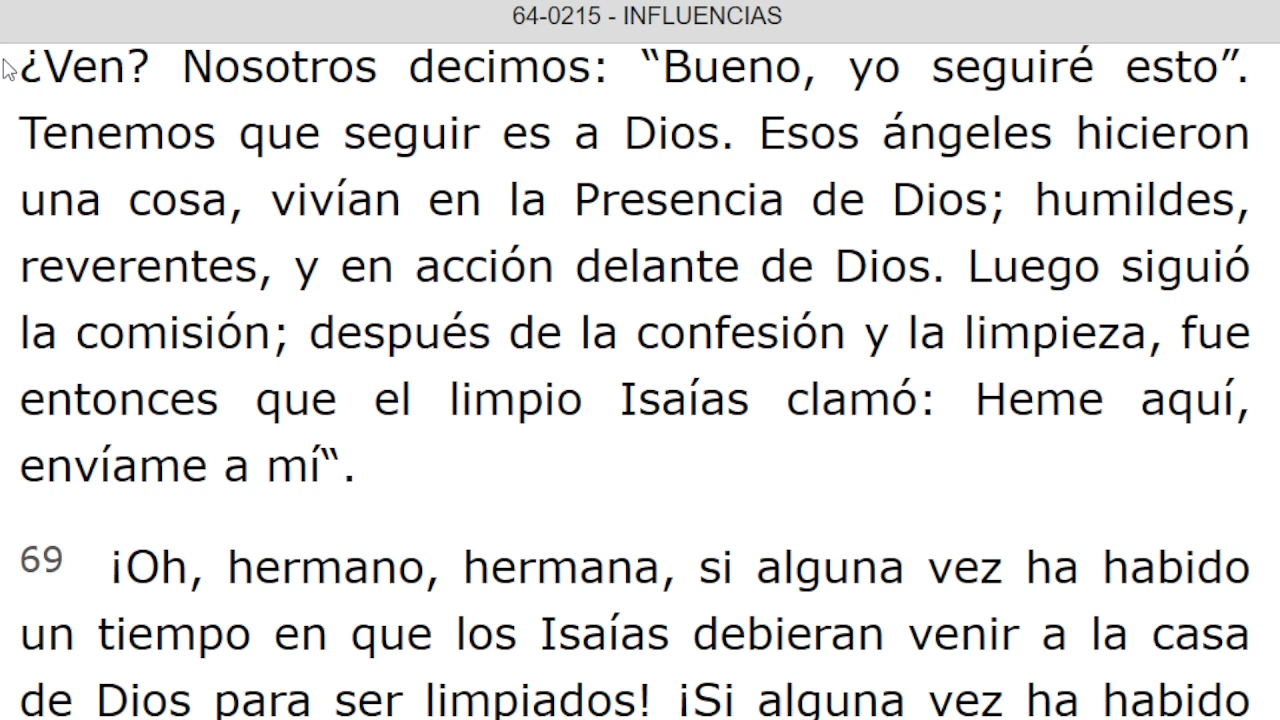 64-0215 - INFLUENCIAS
¿Ven? Nosotros decimos: “Bueno, yo seguiré esto”.
Tenemos que seguir es a Dios. Esos ángeles hicieron
una cosa, vivían en la Presencia de Dios; humildes,
reverentes, y en acción delante de Dios. Luego siguió
la comisión; después de la confesión y la limpieza, fue
entonces que el limpio Isaías clamó: Heme aquí,
envíame a mí“.
69 ¡Oh, hermano, hermana, si alguna vez ha habido
un tiempo en que los Isaías debieran venir a la casa
de Dios para ser limpiados! ¡Si alguna vez ha habido